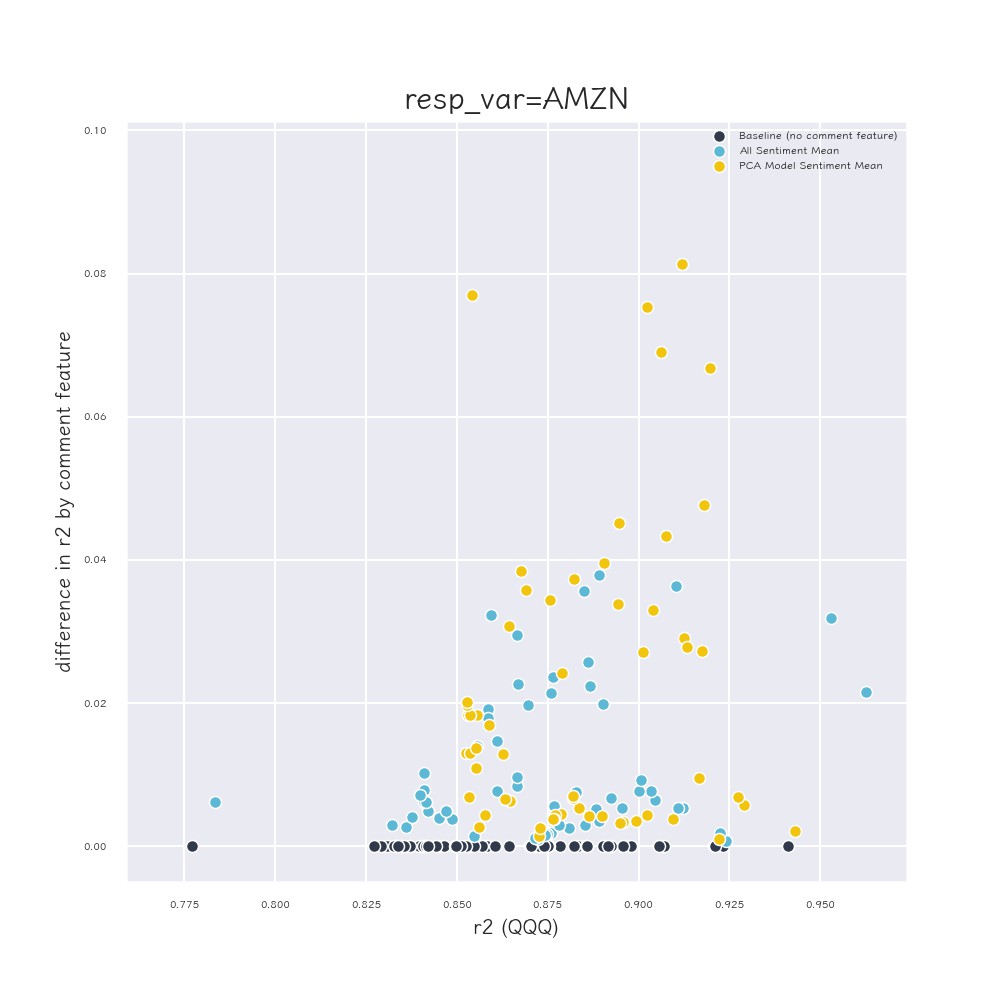 resp_var=AMZN
0.10
0.08
0.06
0.04
0.02
0.00
difference in r2 by comment feature
Baseline (no comment feature)
All Sentiment Mean
PCA Model Sentiment Mean
0.775 0.800 0.825 0.850 0.875 0.900 0.925 0.950
r2 (QQQ)